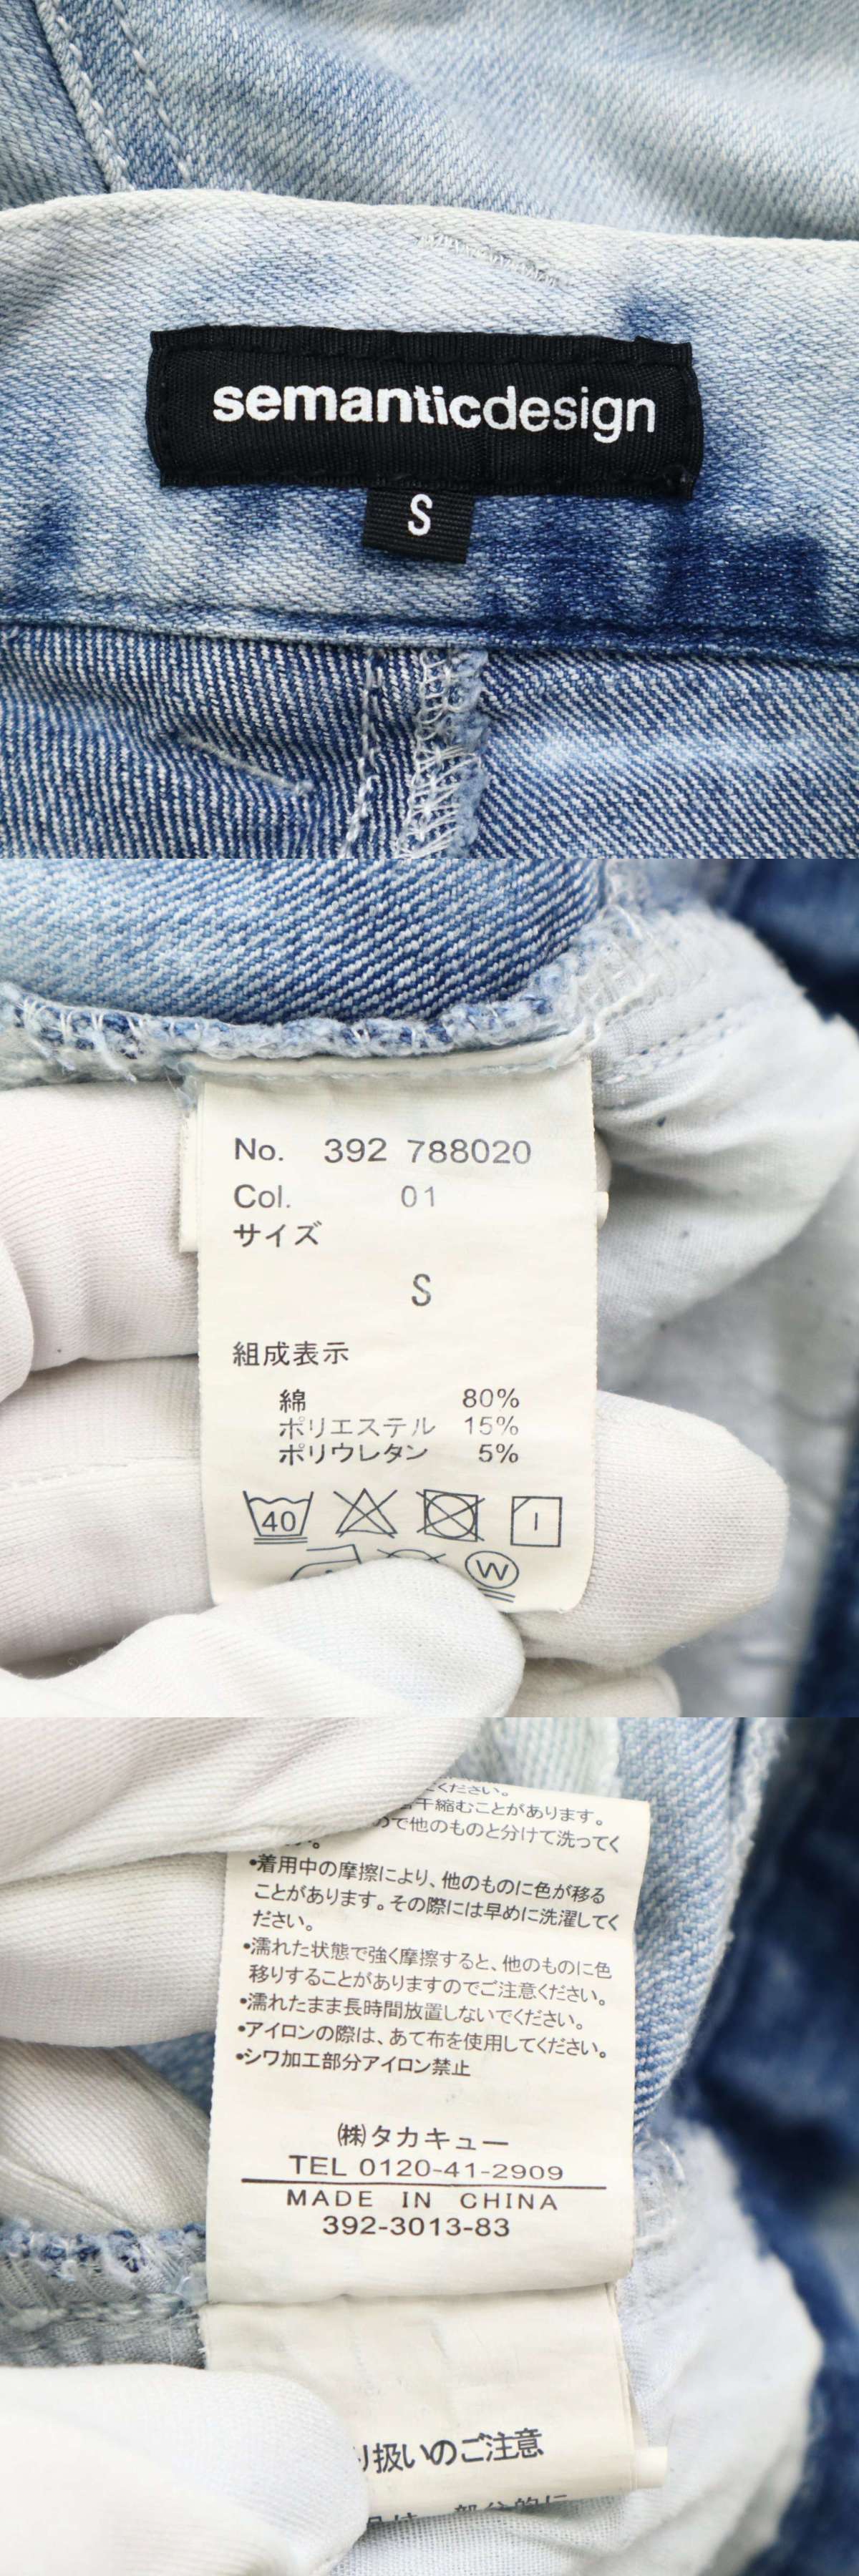 semanticdesign
S
No. 392 788020
Col. 01
サイズ
S
組成表示
綿 80%
ポリエステル 15%
ポリウレタン 5%
40
W
ください。
干縮むことがあります。
ので他のものと分けて洗ってく
•着用中の摩擦により、他のものに色が移る
ことがあります。その際には早めに洗濯してく
ださい。
•濡れた状態で強く摩擦すると、他のものに色
移りすることがありますのでご注意ください。
•濡れたまま長時間放置しないでください。
•アイロンの際は、あて布を使用してください。
•シワ加工部分アイロン禁止
㈱タカキュー
TEL 0120-41-2909
MADE IN CHINA
392-3013-83
り扱いのご注意